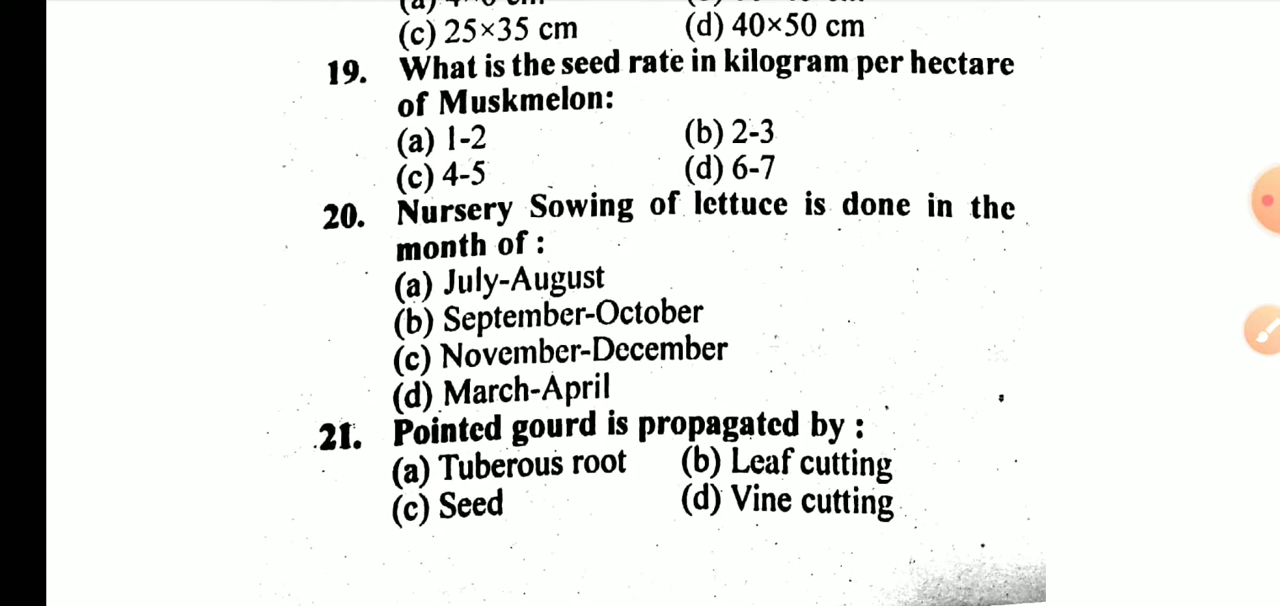 (c) 25×35 cm (d) 40×50 cm
19. What is the seed rate in kilogram per hectare
of Muskmelon:
(a) 1-2 (b) 2-3
(c) 4-5 (d) 6-7
20. Nursery Sowing of lettuce is done in the
month of :
(a) July-August
(b) September-October
(c) November-December
(d) March-April
21. Pointed gourd is propagated by :
(a) Tuberous root (b) Leaf cutting
(c) Seed (d) Vine cutting